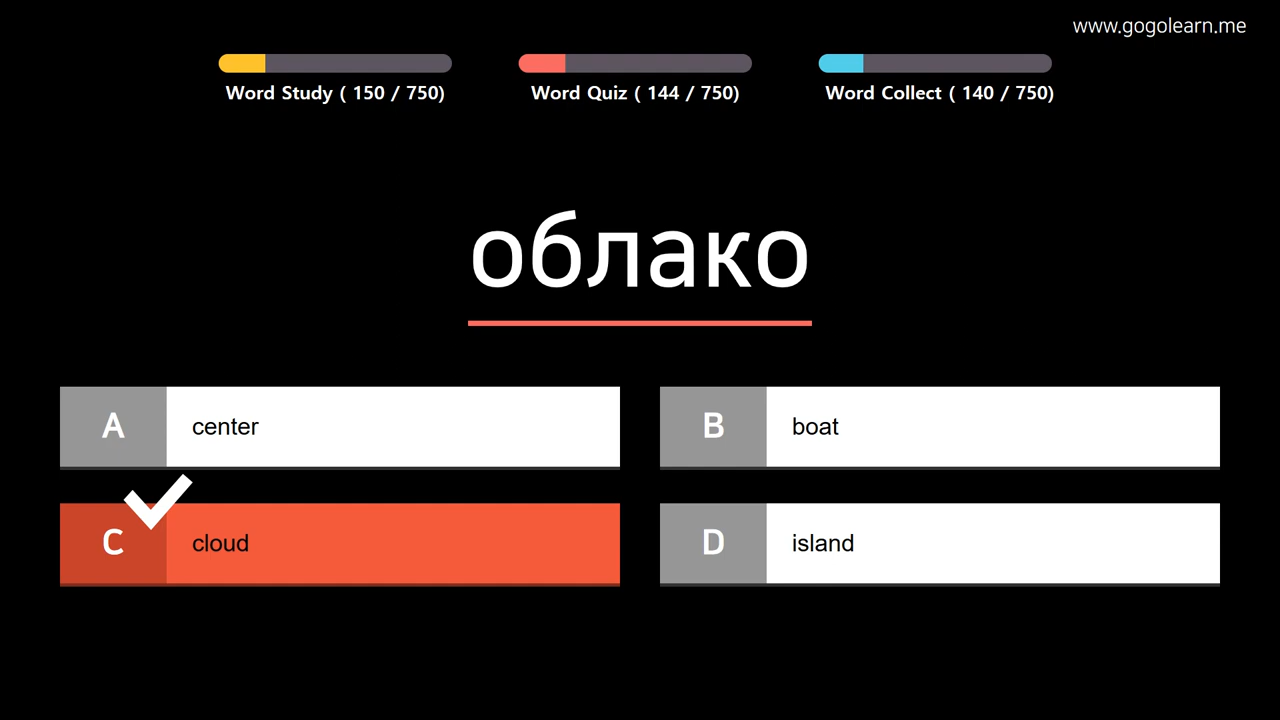 www.gogolearn.me
Word Study ( 150 / 750)
Word Quiz ( 144 / 750)
Word Collect ( 140 / 750)
облако
A center
B boat
C cloud
D island